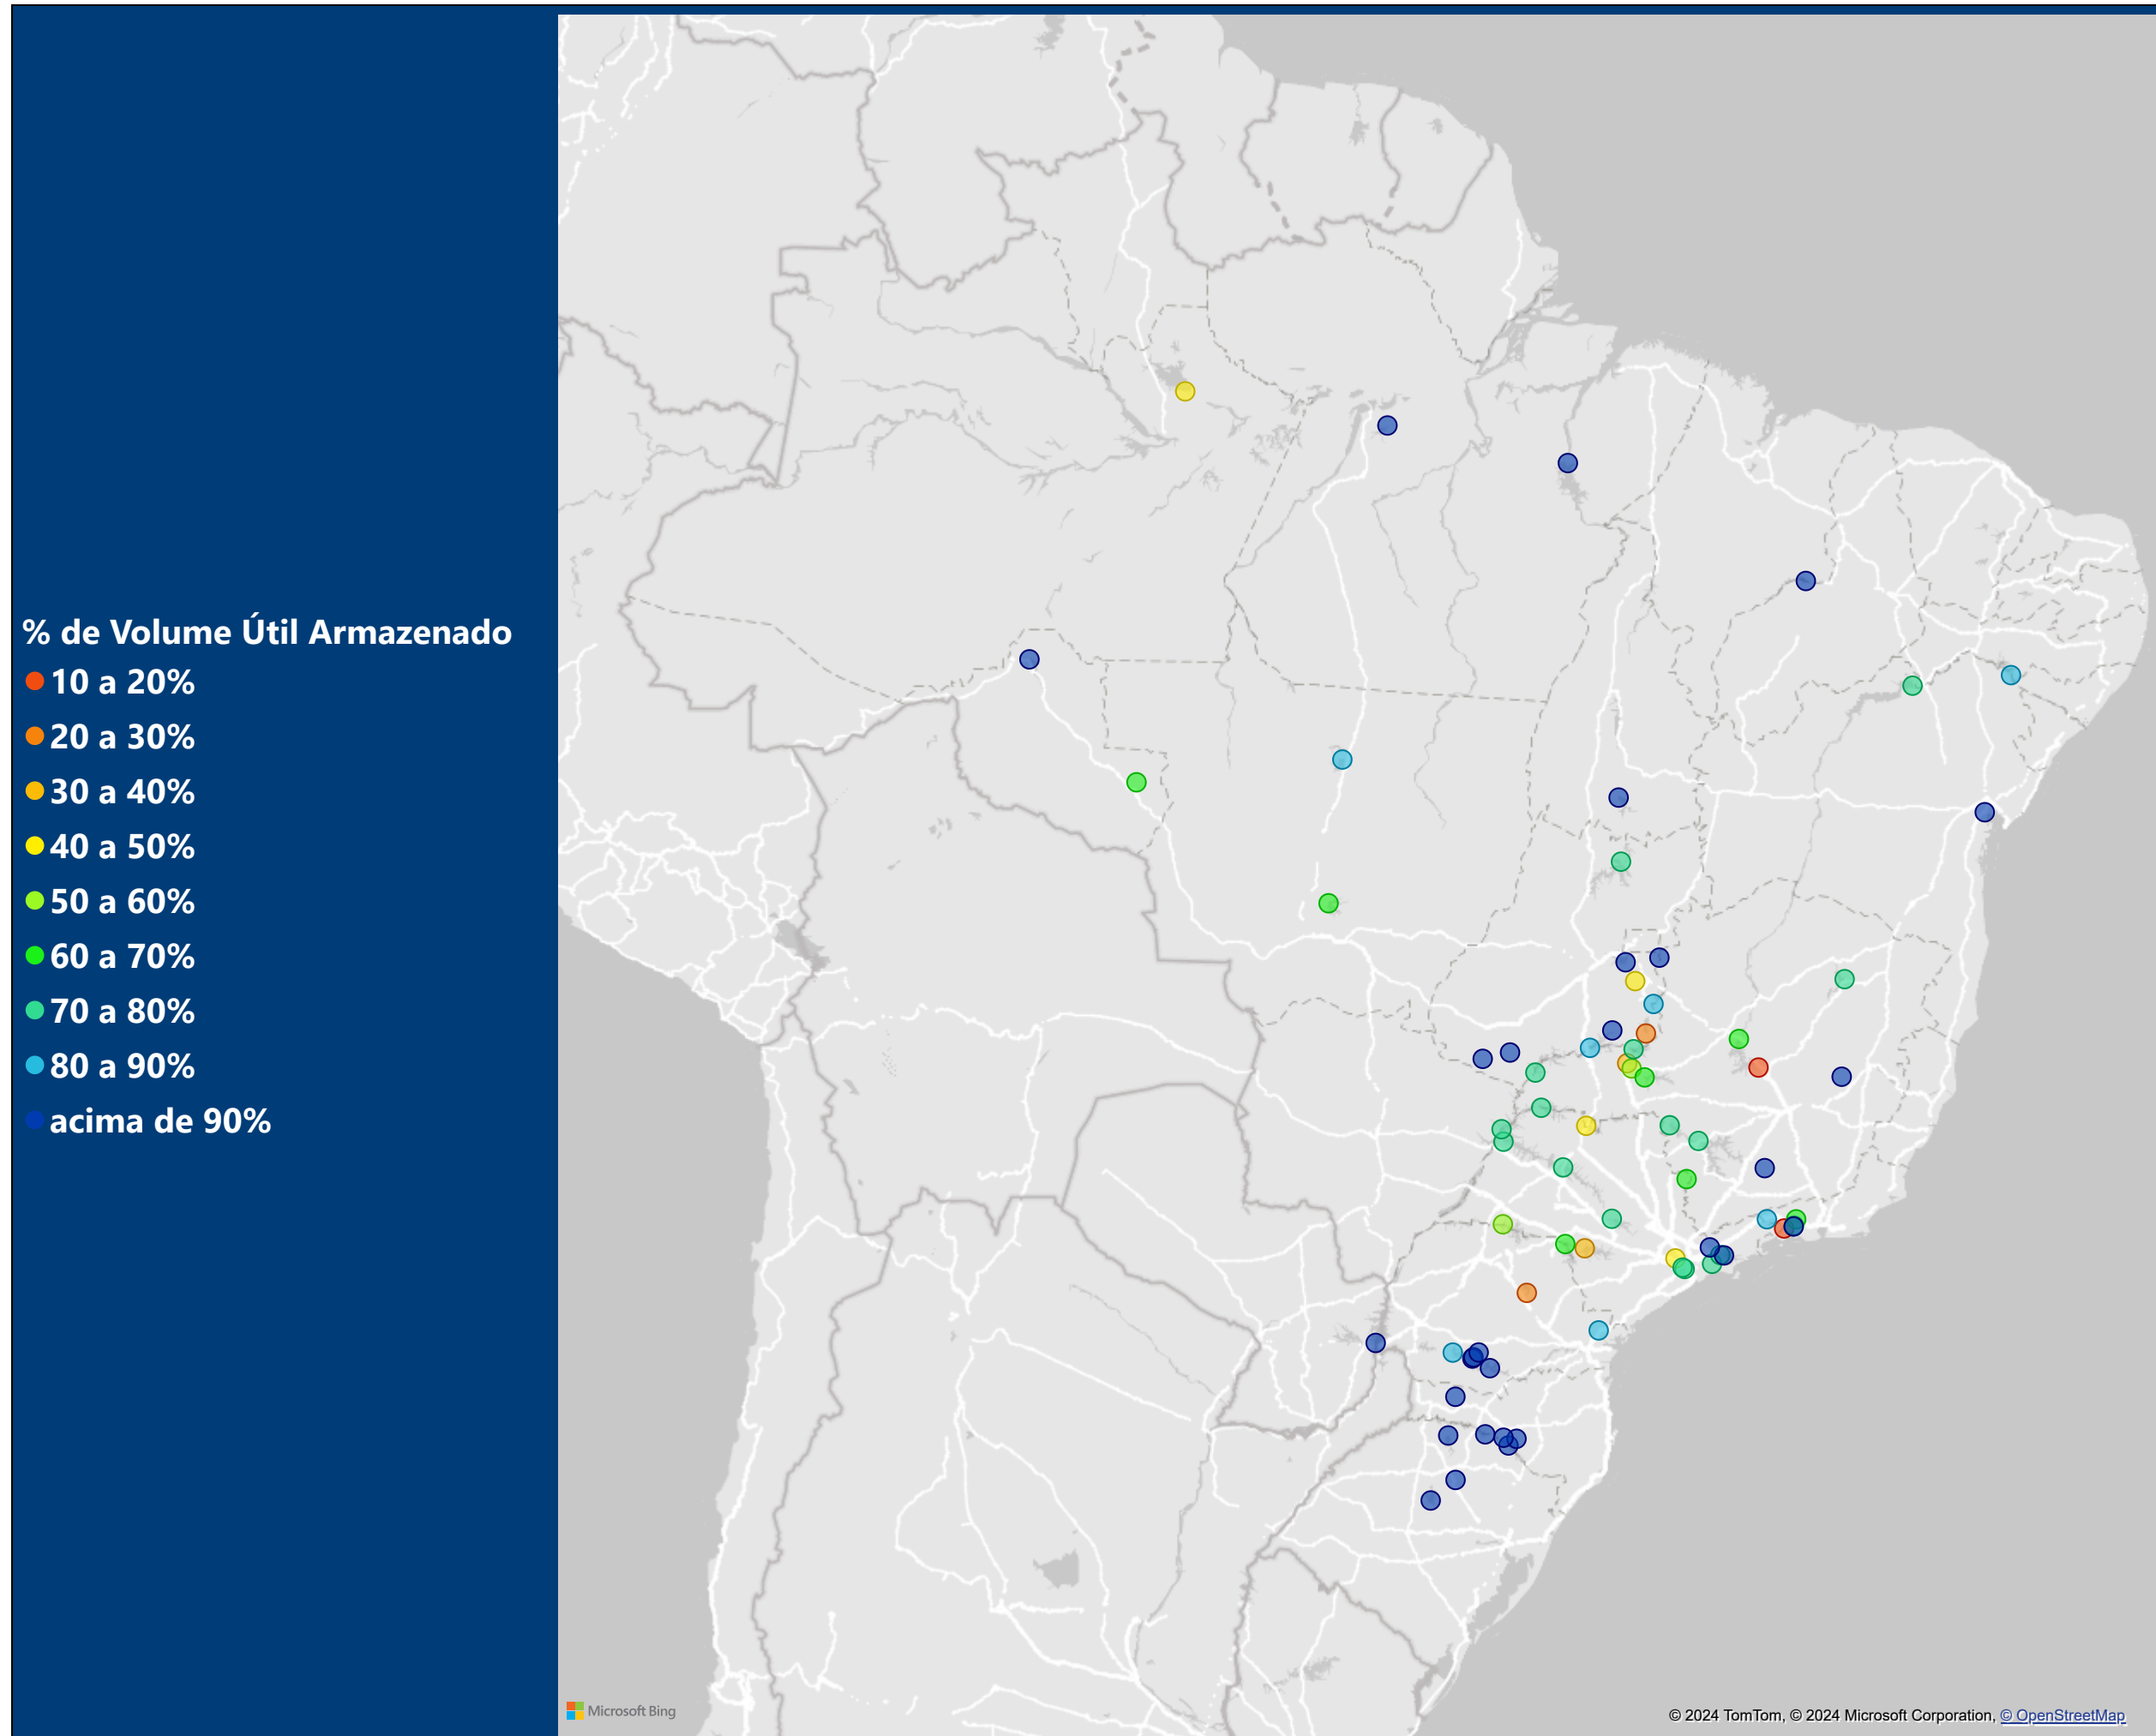 % de Volume Útil Armazenado
10 a 20%
20 a 30%
30 a 40%
40 a 50%
50 a 60%
60 a 70%
70 a 80%
80 a 90%
acima de 90%
Microsoft Bing
© 2024 TomTom, © 2024 Microsoft Corporation, © OpenStreetMap